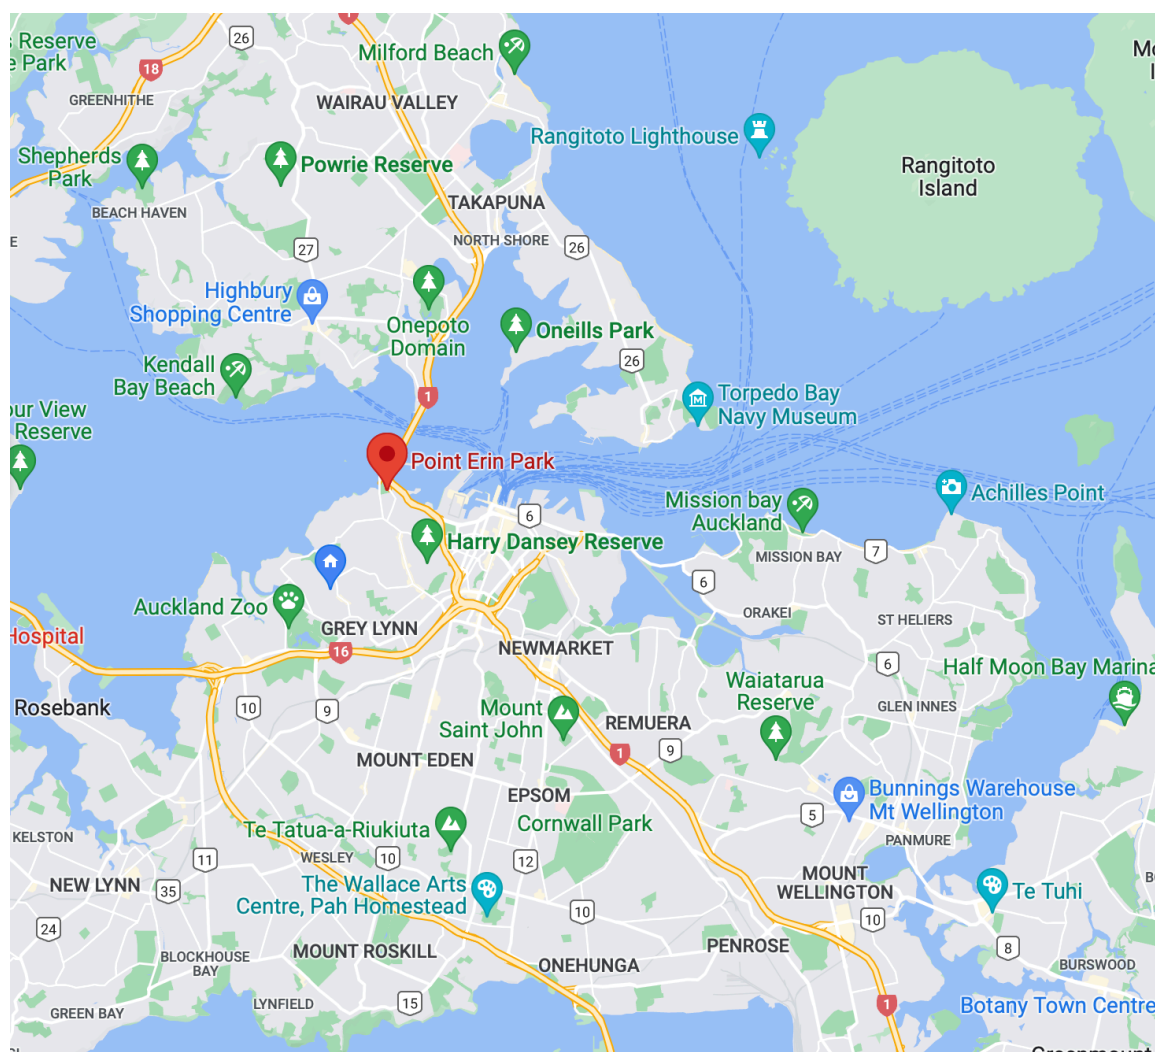 26
1
Milford Beach
s Reserve
e Park
18
Mo
I
GREENHITHE
WAIRAU VALLEY
Rangitoto Lighthouse
Shepherds
Park
Powrie Reserve
Rangitoto
Island
TAKAPUNA
BEACH HAVEN
NORTH SHORE
E
27
26
Highbury
Shopping Centre
Onepoto
Domain
Oneills Park
Kendall
Bay Beach
26
1
Torpedo Bay
Navy Museum
our View
Reserve
Point Erin Park
Mission bay
Auckland
Achilles Point
6
Harry Dansey Reserve
MISSION BAY
7
6
Auckland Zoo
ORAKEI
ST HELIERS
GREY LYNN
Hospital
16
NEWMARKET
6
Half Moon Bay Marina
Waiatarua
Reserve
Rosebank
10
9
Mount
Saint John
REMUERA
GLEN INNES
1
9
MOUNT EDEN
EPSOM
Bunnings Warehouse
Mt Wellington
Cornwall Park
5
Te Tatua-a-Riukiuta
KELSTON
PANMURE
11
WESLEY
10
12
MOUNT
WELLINGTON
NEW LYNN
35
The Wallace Arts
Centre, Pah Homestead
Te Tuhi
10
10
24
MOUNT ROSKILL
PENROSE
8
BLOCKHOUSE
BAY
ONEHUNGA
BURSWOOD
LYNFIELD
15
1
Botany Town Centre
GREEN BAY
Greenmount